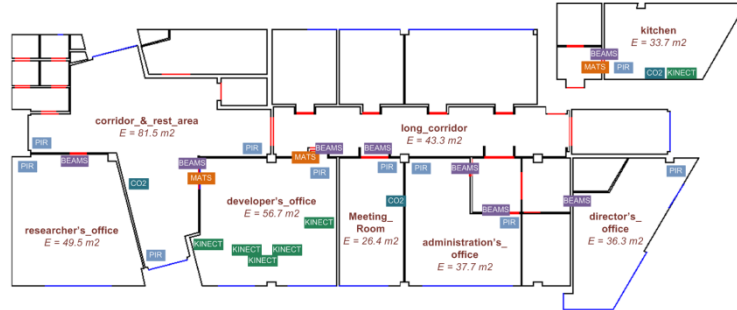 kitchen
E = 33.7 m2
BEAMS
MATS
PIR
CO2
KINECT
corridor_&_rest_area
E = 81.5 m2
long_corridor
E = 43.3 m2
PIR
PIR
BEAMS
BEAMS
MATS
CO2
PIR
BEAMS
MATS
PIR
BEAMS
PIR
BEAMS
PIR
researcher's_office
E = 49.5 m2
PIR
developer's_office
E = 56.7 m2
KINECT
KINECT
KINECT
KINECT
KINECT
CO2
Meeting_
Room
E = 26.4 m2
BEAMS
PIR
administration's_
office
E = 37.7 m2
BEAMS
director's_
office
E = 36.3 m2